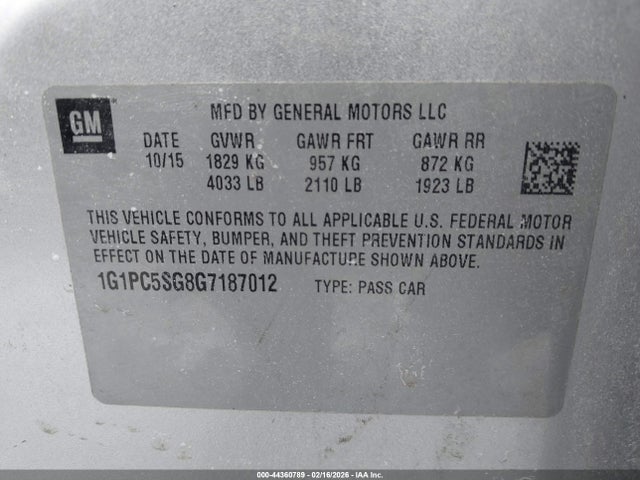 GM
MFD BY GENERAL MOTORS LLC
DATE GVWR GAWR FRT GAWR RR
10/15 1829 KG 957 KG 872 KG
4033 LB 2110 LB 1923 LB
THIS VEHICLE CONFORMS TO ALL APPLICABLE U.S. FEDERAL MOTOR
VEHICLE SAFETY, BUMPER, AND THEFT PREVENTION STANDARDS IN
EFFECT ON THE DATE OF MANUFACTURE SHOWN ABOVE.
1G1PC5SG8G7187012 TYPE: PASS CAR
000-44360789 - 02/16/2026 - IAA Inc.